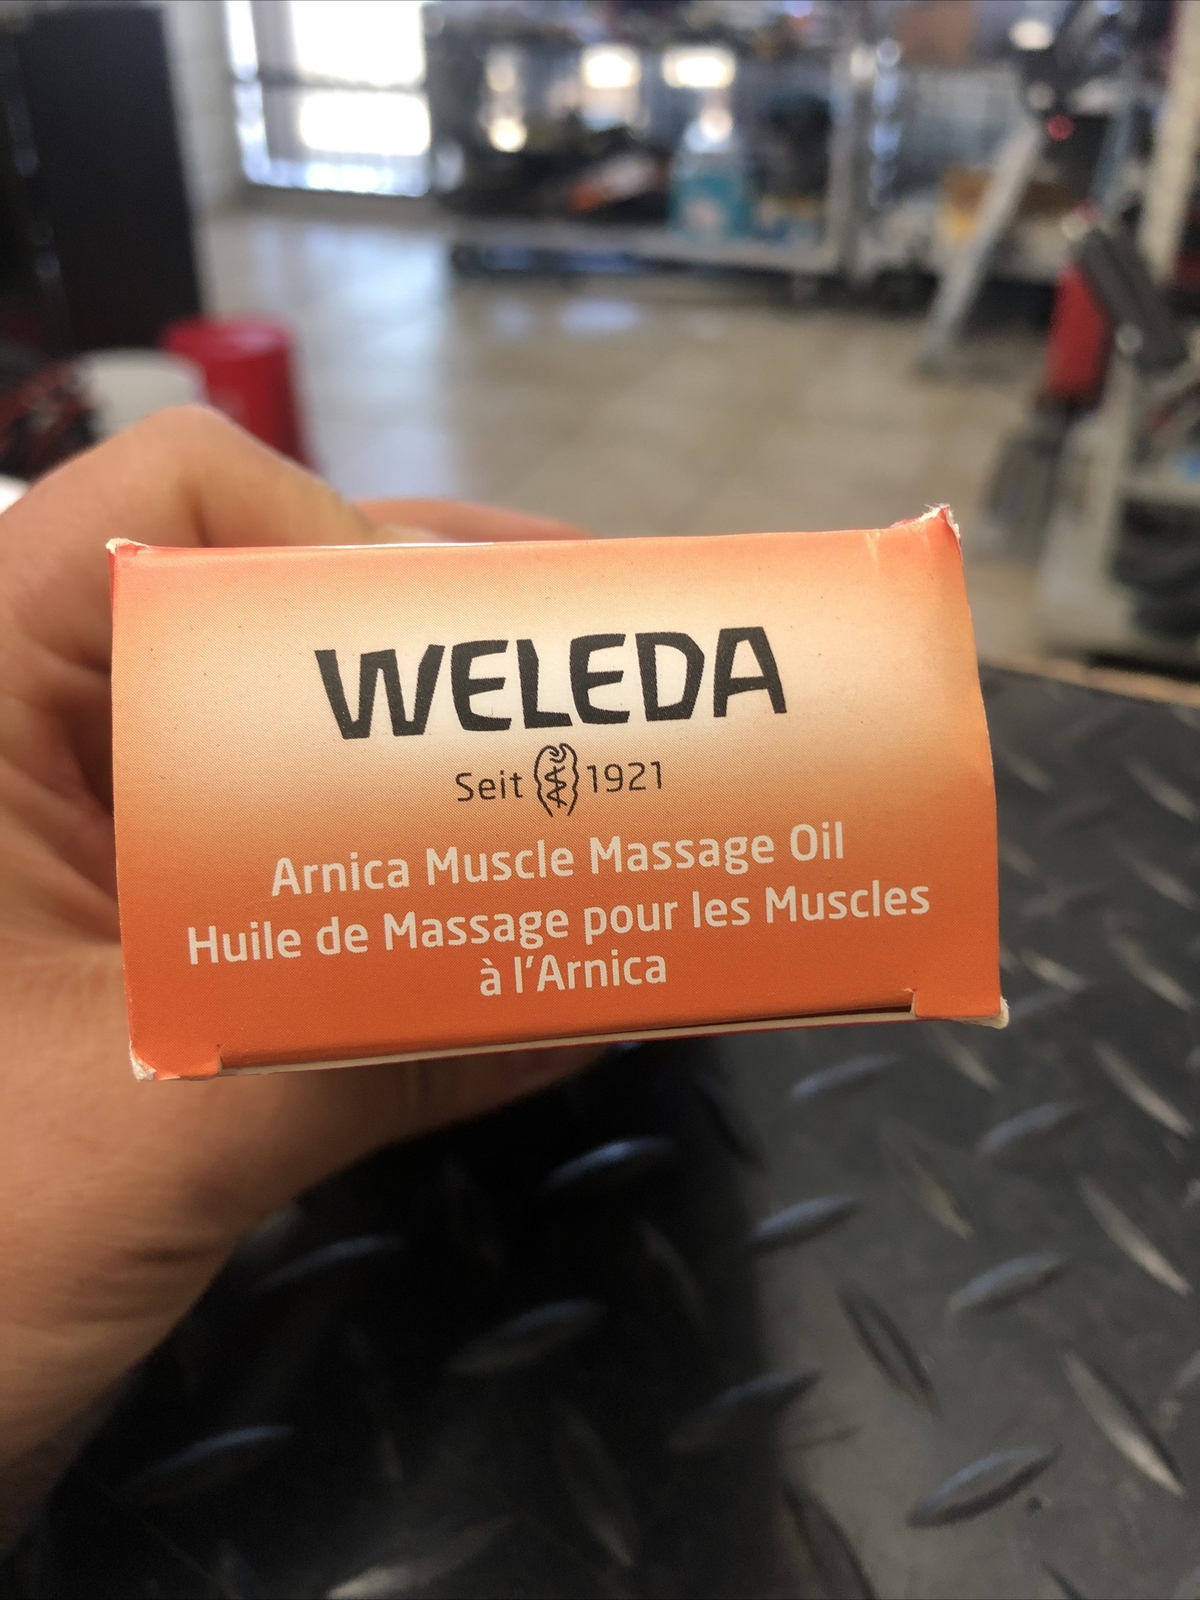 WELEDA
Seit 1921
Arnica Muscle Massage Oil
Huile de Massage pour les Muscles
à l'Arnica